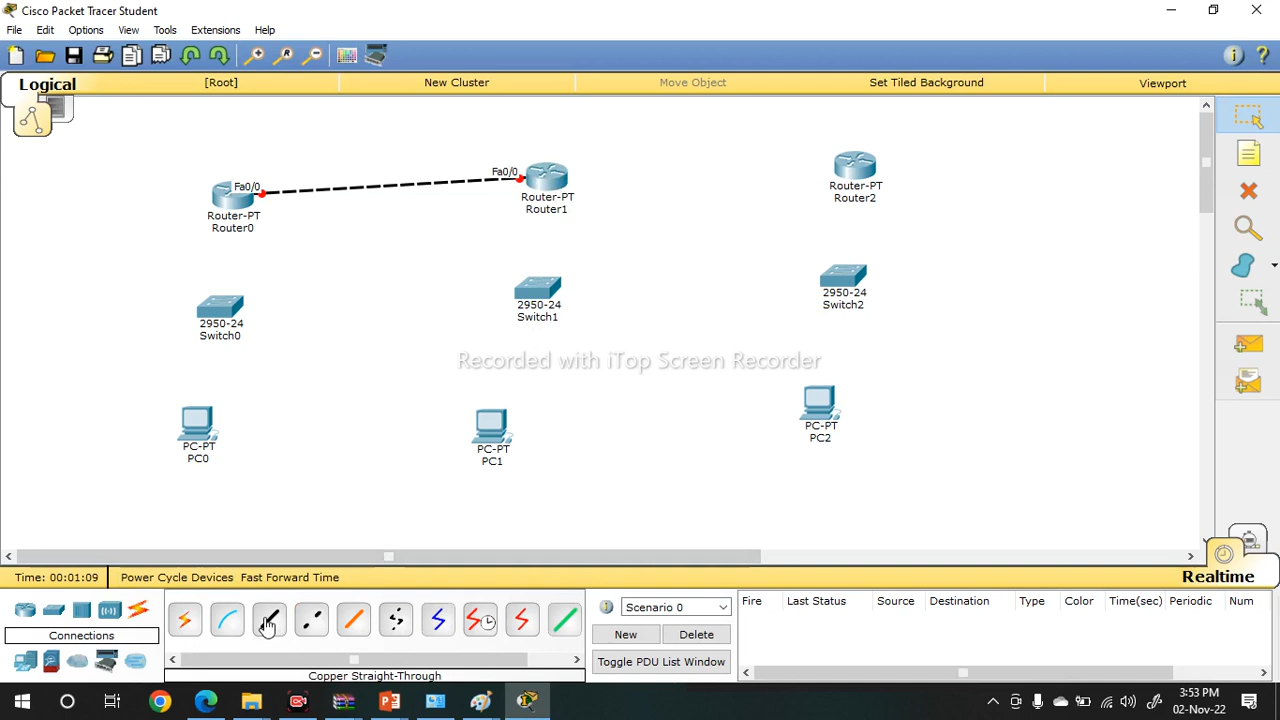 Cisco Packet Tracer Student
File Edit Options View Tools Extensions Help
Logical [Root] New Cluster Move Object Set Tiled Background Viewport
Fa0/0 Fa0/0
Router-PT Router-PT Router-PT
Router0 Router1 Router2
2950-24 2950-24 2950-24
Switch0 Switch1 Switch2
Recorded with iTop Screen Recorder
PC-PT PC-PT PC-PT
PC0 PC1 PC2
Time: 00:01:09 Power Cycle Devices Fast Forward Time Realtime
Connections
Copper Straight-Through
Scenario 0
New Delete
Toggle PDU List Window
Fire Last Status Source Destination Type Color Time(sec) Periodic Num
3:53 PM
02-Nov-22